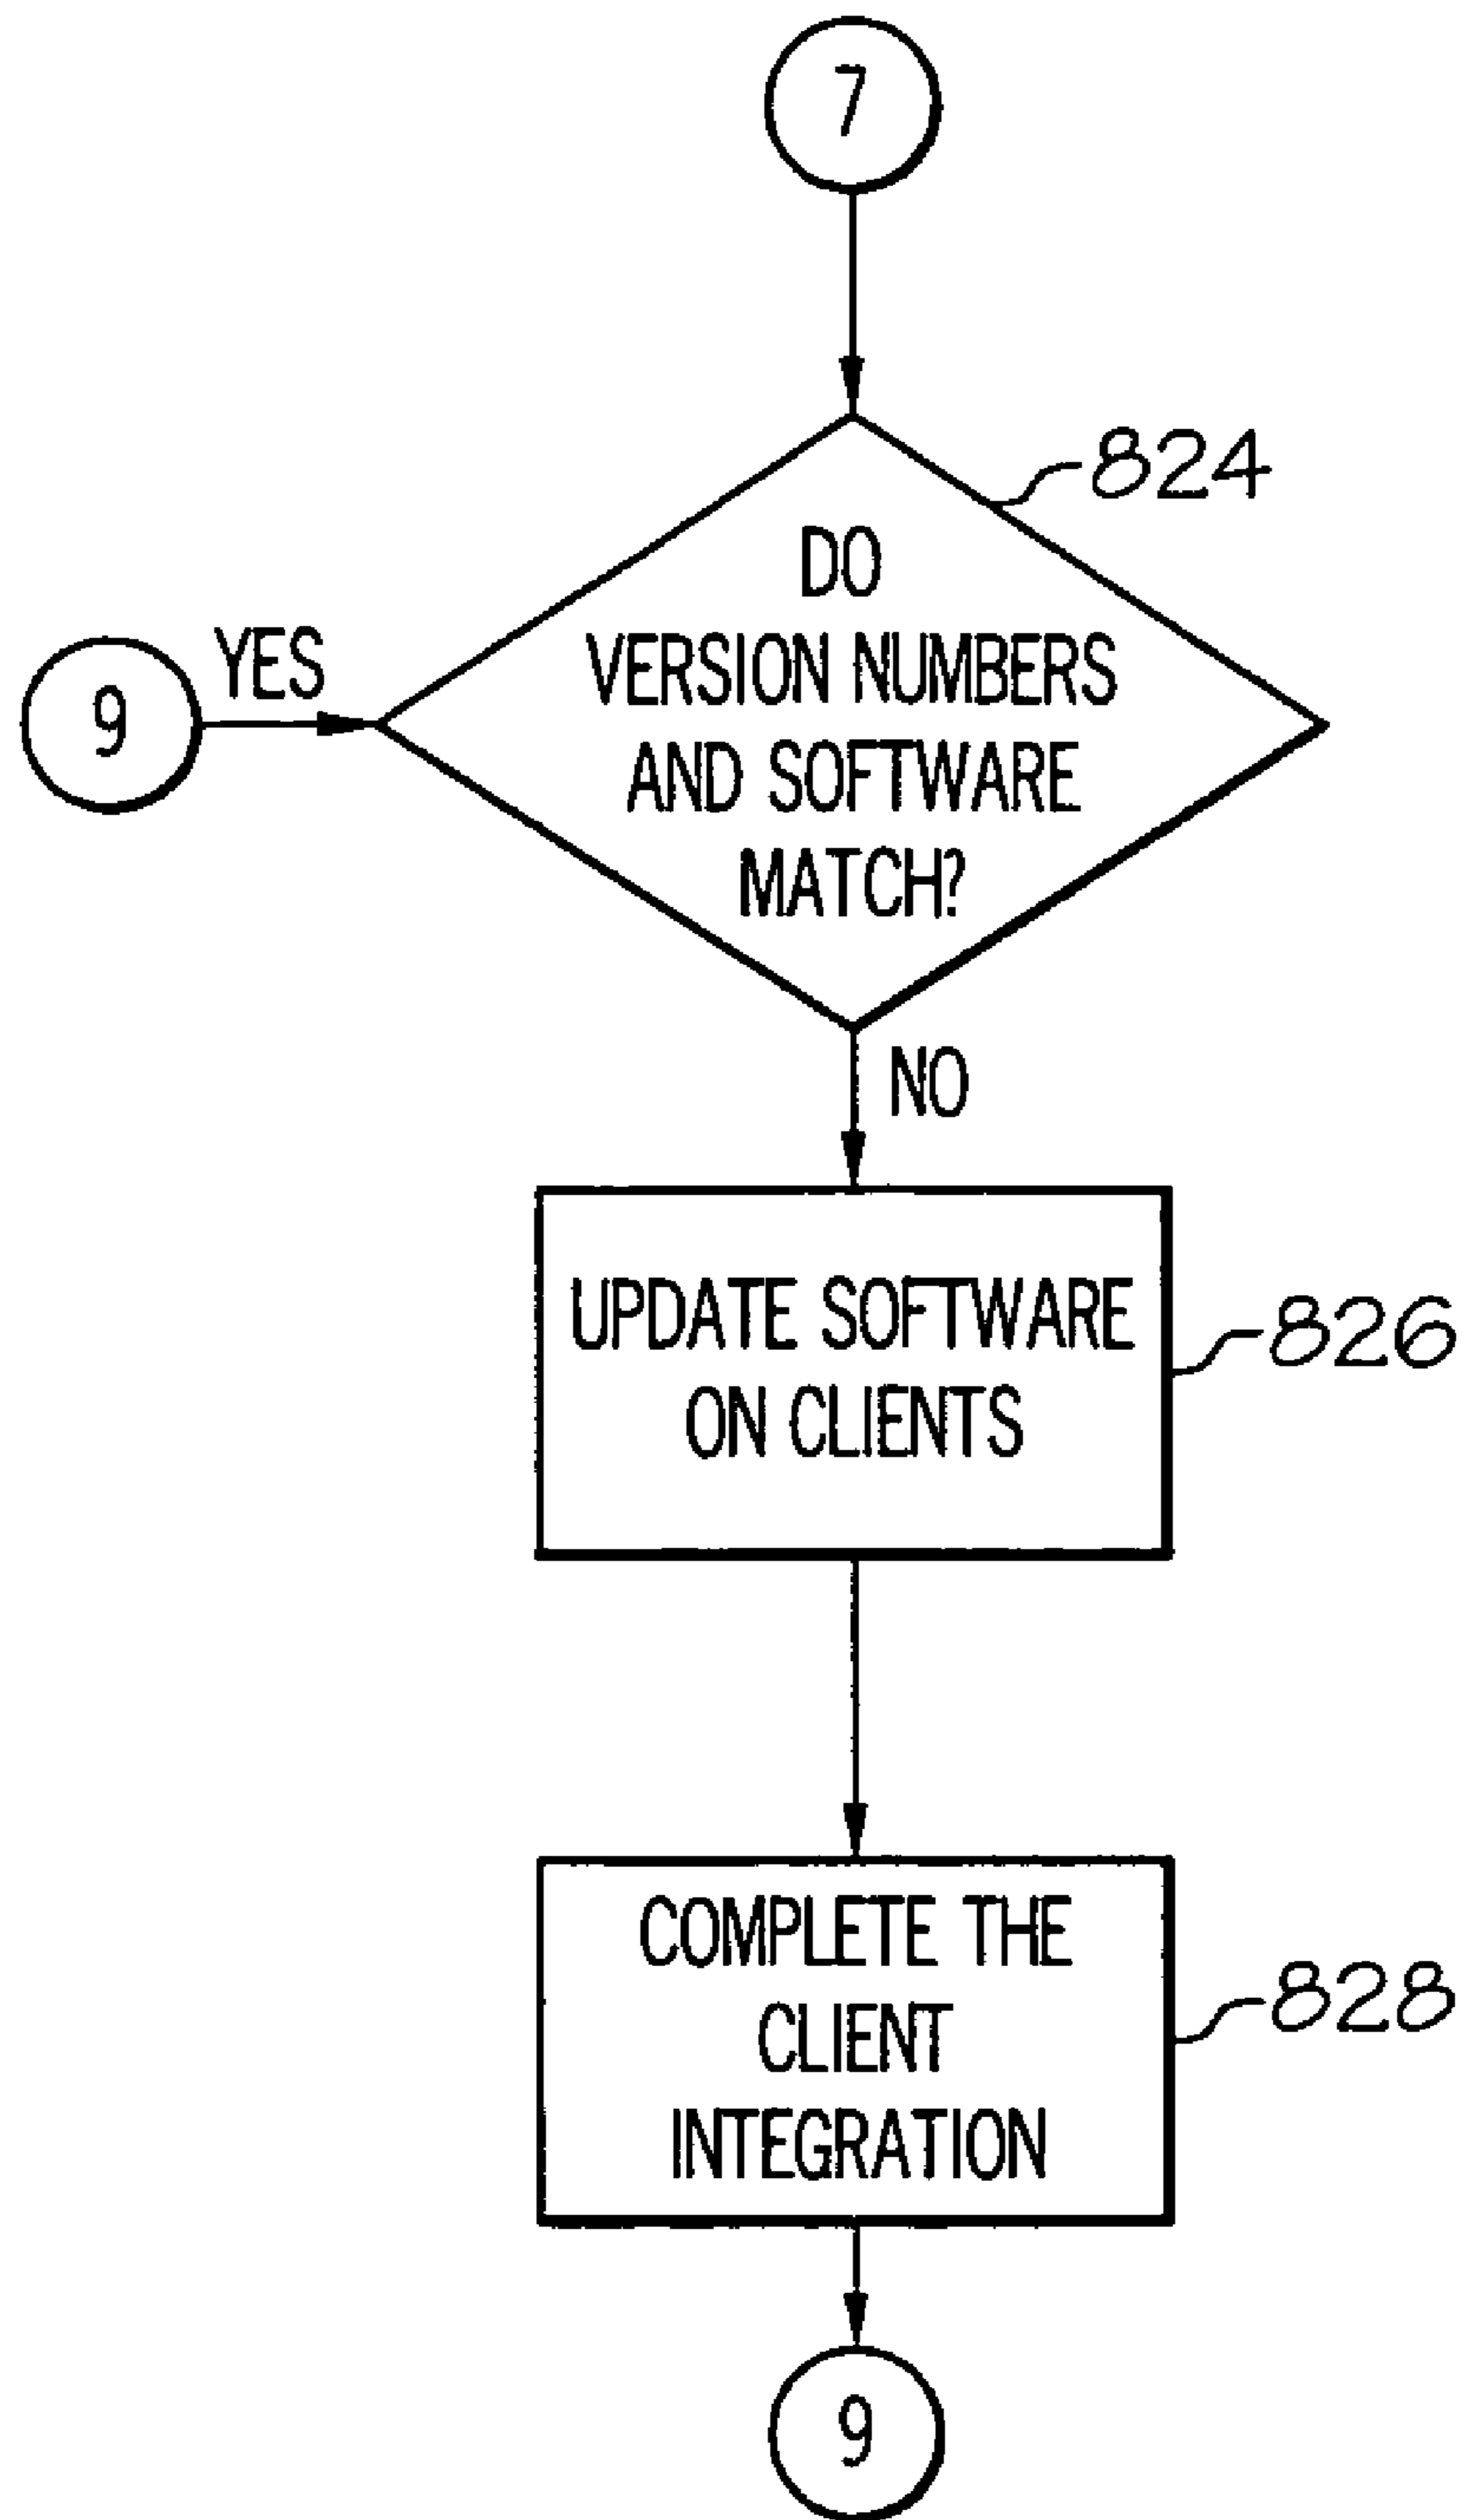 7
824
DO
VERSION NUMBERS
AND SOFTWARE
MATCH?
YES
9
NO
UPDATE SOFTWARE
ON CLIENTS
826
COMPLETE THE
CLIENT
INTEGRATION
828
9